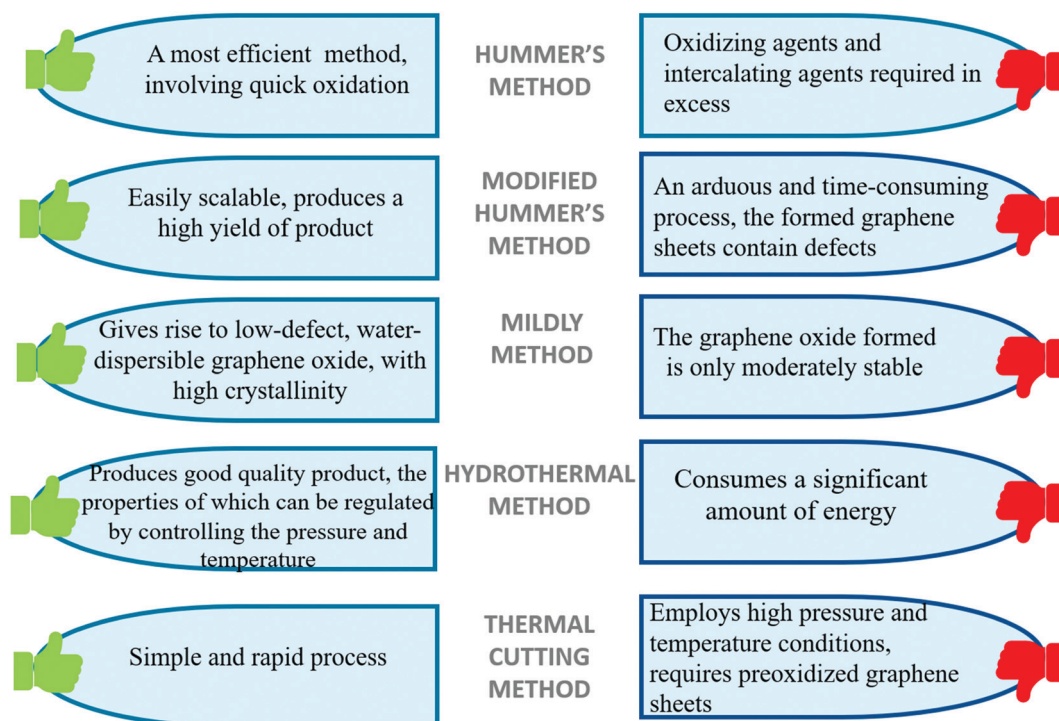 A most efficient  method,
involving quick oxidation
HUMMER'S
METHOD
Oxidizing agents and
intercalating agents required in
excess
Easily scalable, produces a
high yield of product
MODIFIED
HUMMER'S
METHOD
An arduous and time-consuming
process, the formed graphene
sheets contain defects
Gives rise to low-defect, water-
dispersible graphene oxide, with
high crystallinity
MILDLY
METHOD
The graphene oxide formed
is only moderately stable
Produces good quality product, the
properties of which can be regulated
by controlling the pressure and
temperature
HYDROTHERMAL
METHOD
Consumes a significant
amount of energy
Simple and rapid process
THERMAL
CUTTING
METHOD
Employs high pressure and
temperature conditions,
requires preoxidized graphene
sheets